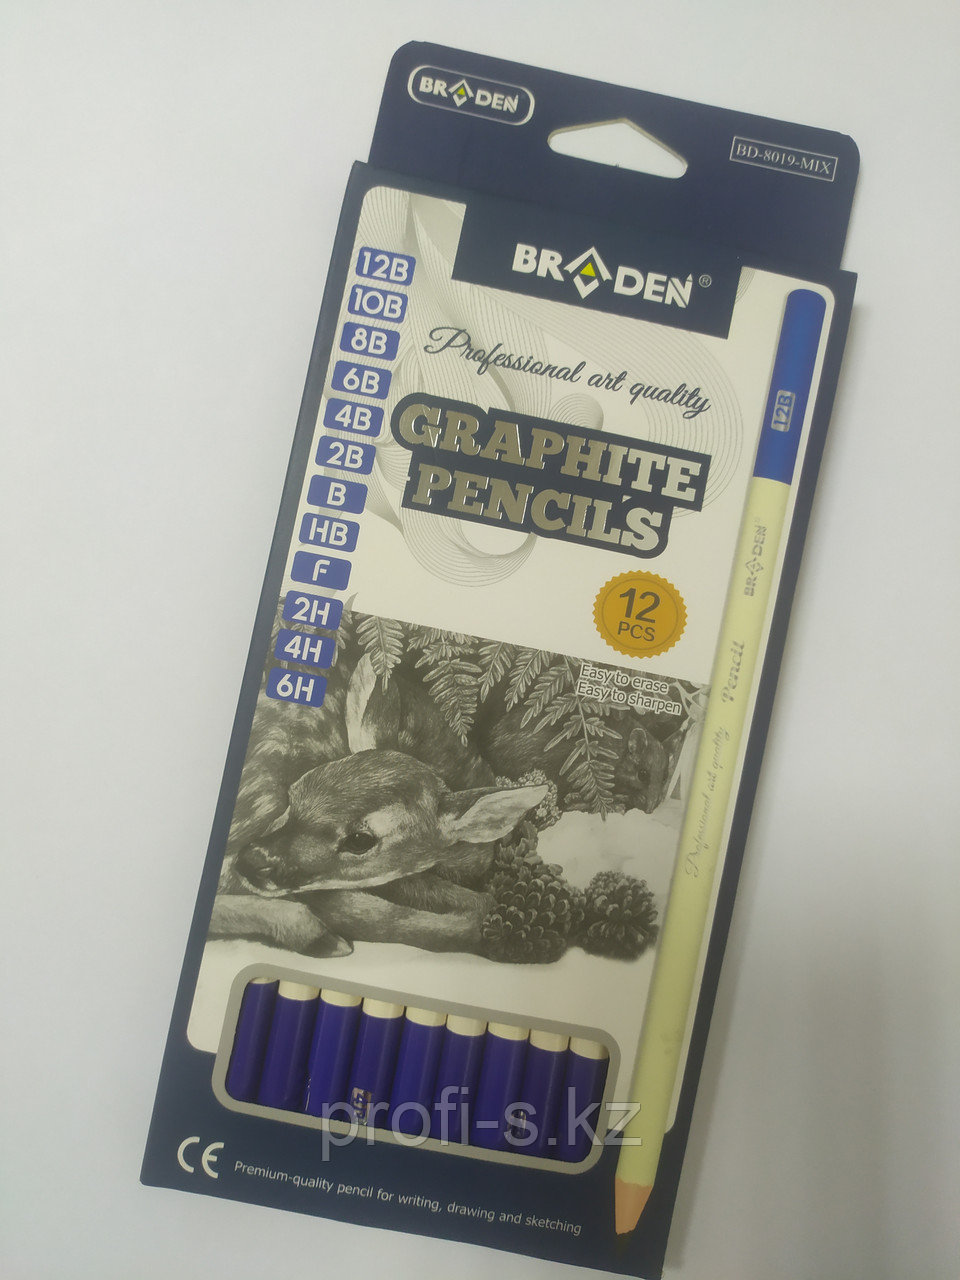 BRADEN
BD-8019-MIX
BRADEN®
Professional art quality
GRAPHITE
PENCILS
12B
10B
8B
6B
4B
2B
B
HB
F
2H
4H
6H
12
PCS
Easy to erase
Easy to sharpen
12B
BRADEN®
Pencil
Professional art quality
profi-s.kz
CE
Premium-quality pencil for writing, drawing and sketching